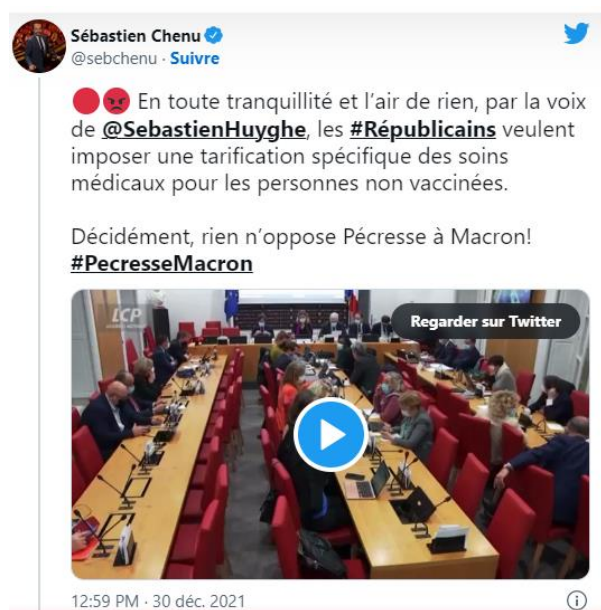 Sébastien Chenu
@sebchenu · Suivre
🔴😡 En toute tranquillité et l'air de rien, par la voix
de @SebastienHuyghe, les #Républicains veulent
imposer une tarification spécifique des soins
médicaux pour les personnes non vaccinées.
Décidément, rien n'oppose Pécresse à Macron!
#PecresseMacron
LCP
Regarder sur Twitter
12:59 PM · 30 déc. 2021